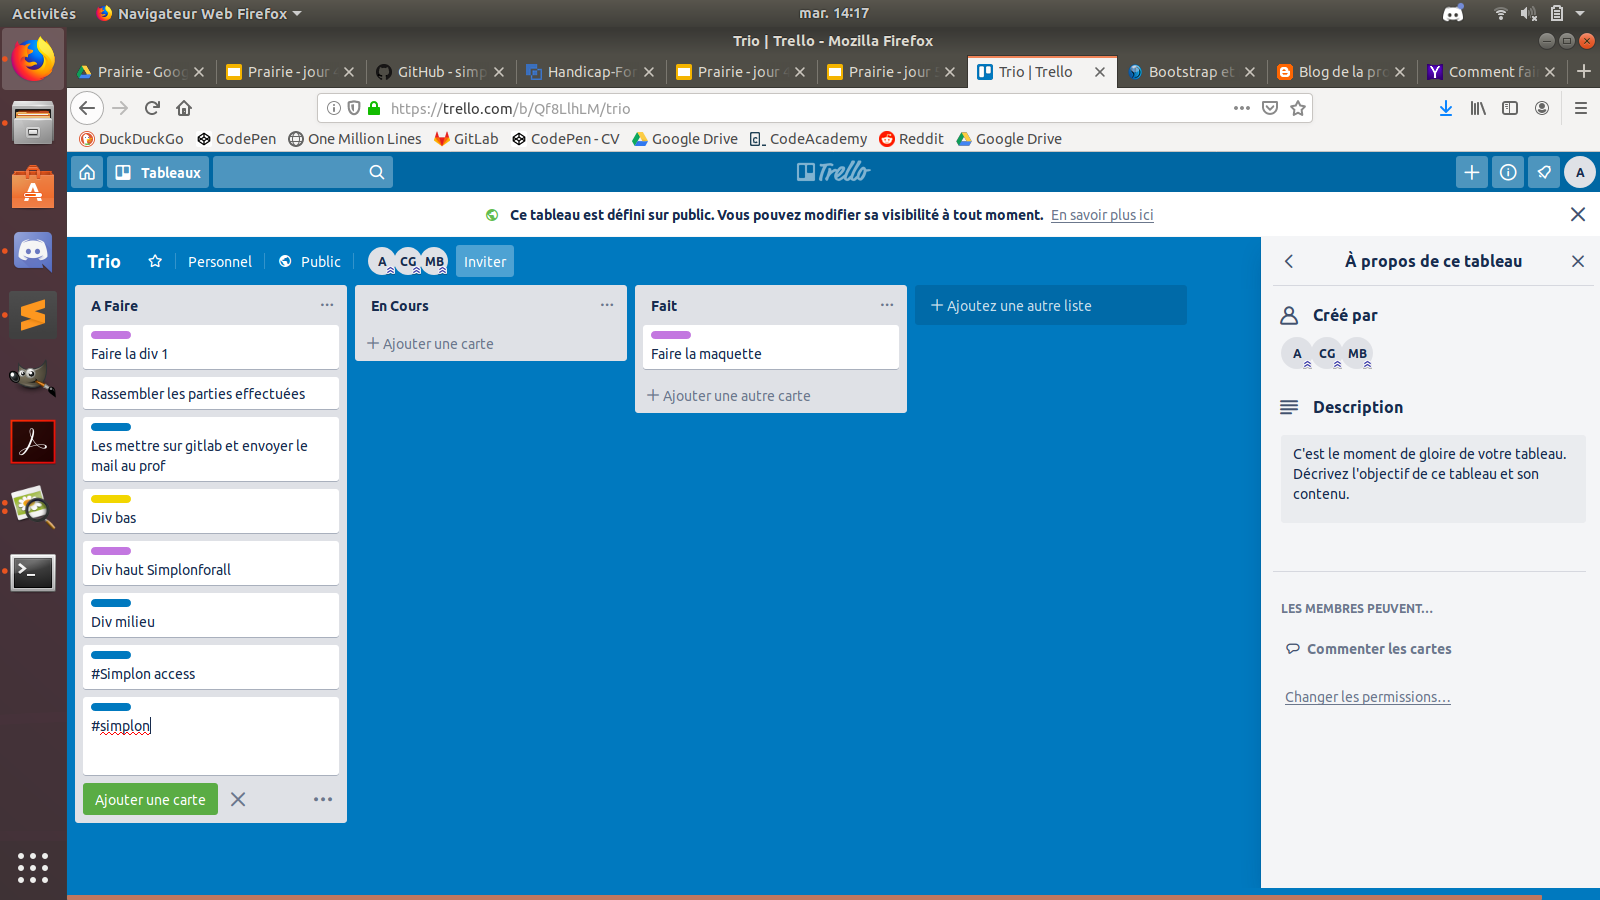 Activités
Navigateur Web Firefox
mar. 14:17
Trio | Trello - Mozilla Firefox
Prairie - Goog
Prairie - jour
GitHub - simp
Handicap-For
Prairie - jour
Prairie - jour
Trio | Trello
Bootstrap et
Blog de la pro
Comment fai
https://trello.com/b/Qf8LlhLM/trio
DuckDuckGo
CodePen
One Million Lines
GitLab
CodePen - CV
Google Drive
CodeAcademy
Reddit
Google Drive
Tableaux
Trello
A
Ce tableau est défini sur public. Vous pouvez modifier sa visibilité à tout moment. En savoir plus ici
Trio
Personnel
Public
A
CG
MB
Inviter
A Faire
Faire la div 1
Rassembler les parties effectuées
Les mettre sur gitlab et envoyer le
mail au prof
Div bas
Div haut Simplonforall
Div milieu
#Simplon access
#simplon
Ajouter une carte
En Cours
Ajouter une carte
Fait
Faire la maquette
Ajouter une autre carte
Ajoutez une autre liste
À propos de ce tableau
Créé par
A
CG
MB
Description
C'est le moment de gloire de votre tableau.
Décrivez l'objectif de ce tableau et son
contenu.
LES MEMBRES PEUVENT…
Commenter les cartes
Changer les permissions…